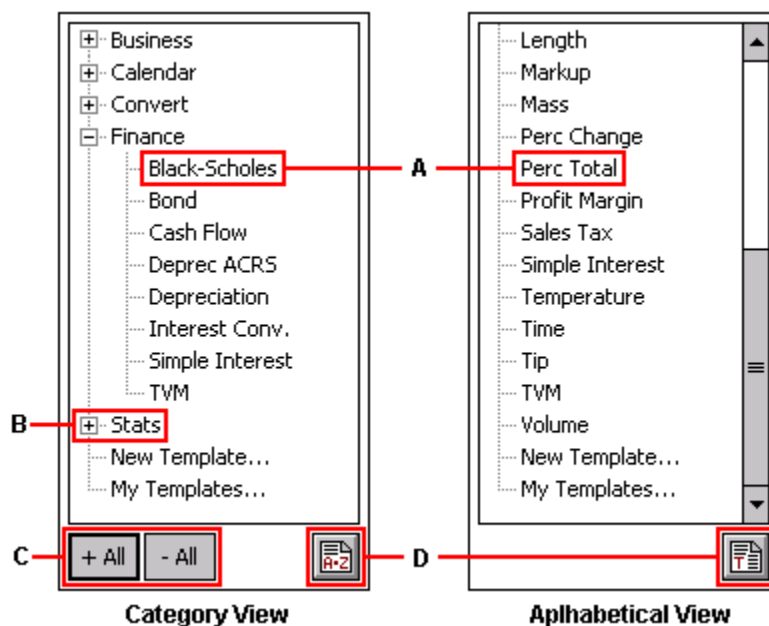 Business
Calendar
Convert
Finance
Black-Scholes
Bond
Cash Flow
Deprec ACRS
Depreciation
Interest Conv.
Simple Interest
TVM
Stats
New Template...
My Templates...
+ All
- All
A-Z
Category View
A
B
C
D
Length
Markup
Mass
Perc Change
Perc Total
Profit Margin
Sales Tax
Simple Interest
Temperature
Time
Tip
TVM
Volume
New Template...
My Templates...
T
Aplhabetical View